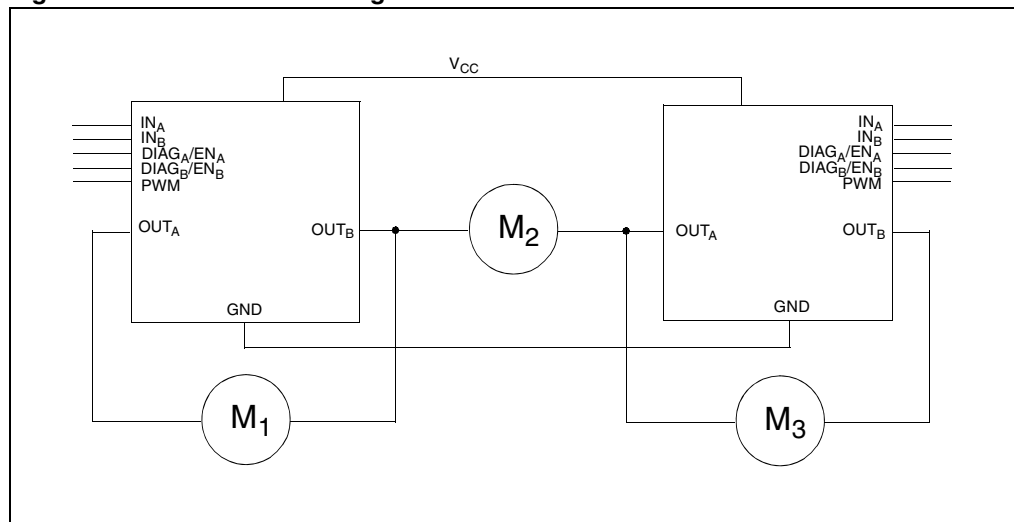 V_CC
IN_A
IN_B
DIAG_A/EN_A
DIAG_B/EN_B
PWM
OUT_A
OUT_B
GND
M_1
M_2
IN_A
IN_B
DIAG_A/EN_A
DIAG_B/EN_B
PWM
OUT_A
OUT_B
GND
M_3